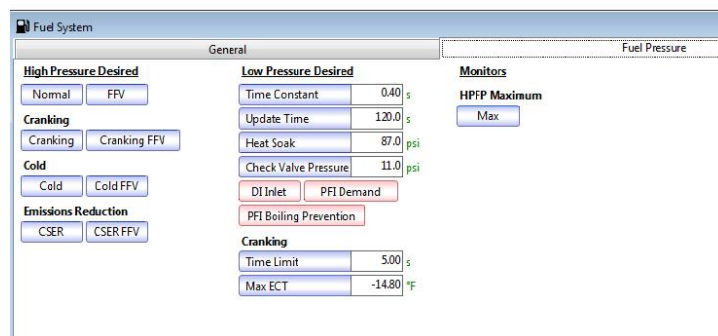 Fuel System
General
Fuel Pressure
High Pressure Desired
Normal FFV
Cranking
Cranking Cranking FFV
Cold
Cold Cold FFV
Emissions Reduction
CSER CSER FFV
Low Pressure Desired
Time Constant 0.40 s
Update Time 120.0 s
Heat Soak 87.0 psi
Check Valve Pressure 11.0 psi
DI Inlet PFI Demand
PFI Boiling Prevention
Cranking
Time Limit 5.00 s
Max ECT -14.80 °F
Monitors
HPFP Maximum
Max